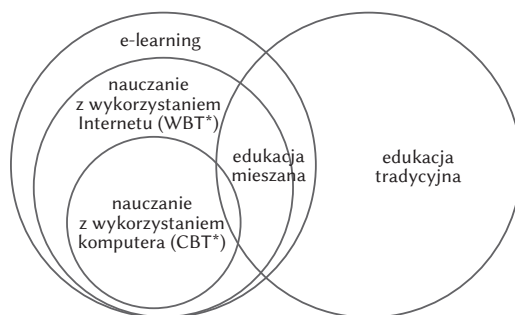 e-learning
nauczanie
z wykorzystaniem
Internetu (WBT*)
edukacja
mieszana
edukacja
tradycyjna
nauczanie
z wykorzystaniem
komputera (CBT*)